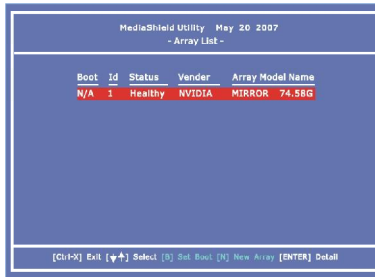 MediaShield Utility May 20 2007
- Array List -
Boot Id Status Vender Array Model Name
N/A 1 Healthy NVIDIA MIRROR 74.58G
[Ctrl-X] Exit [↓↑] Select [B] Set Boot [N] New Array [ENTER] Detail